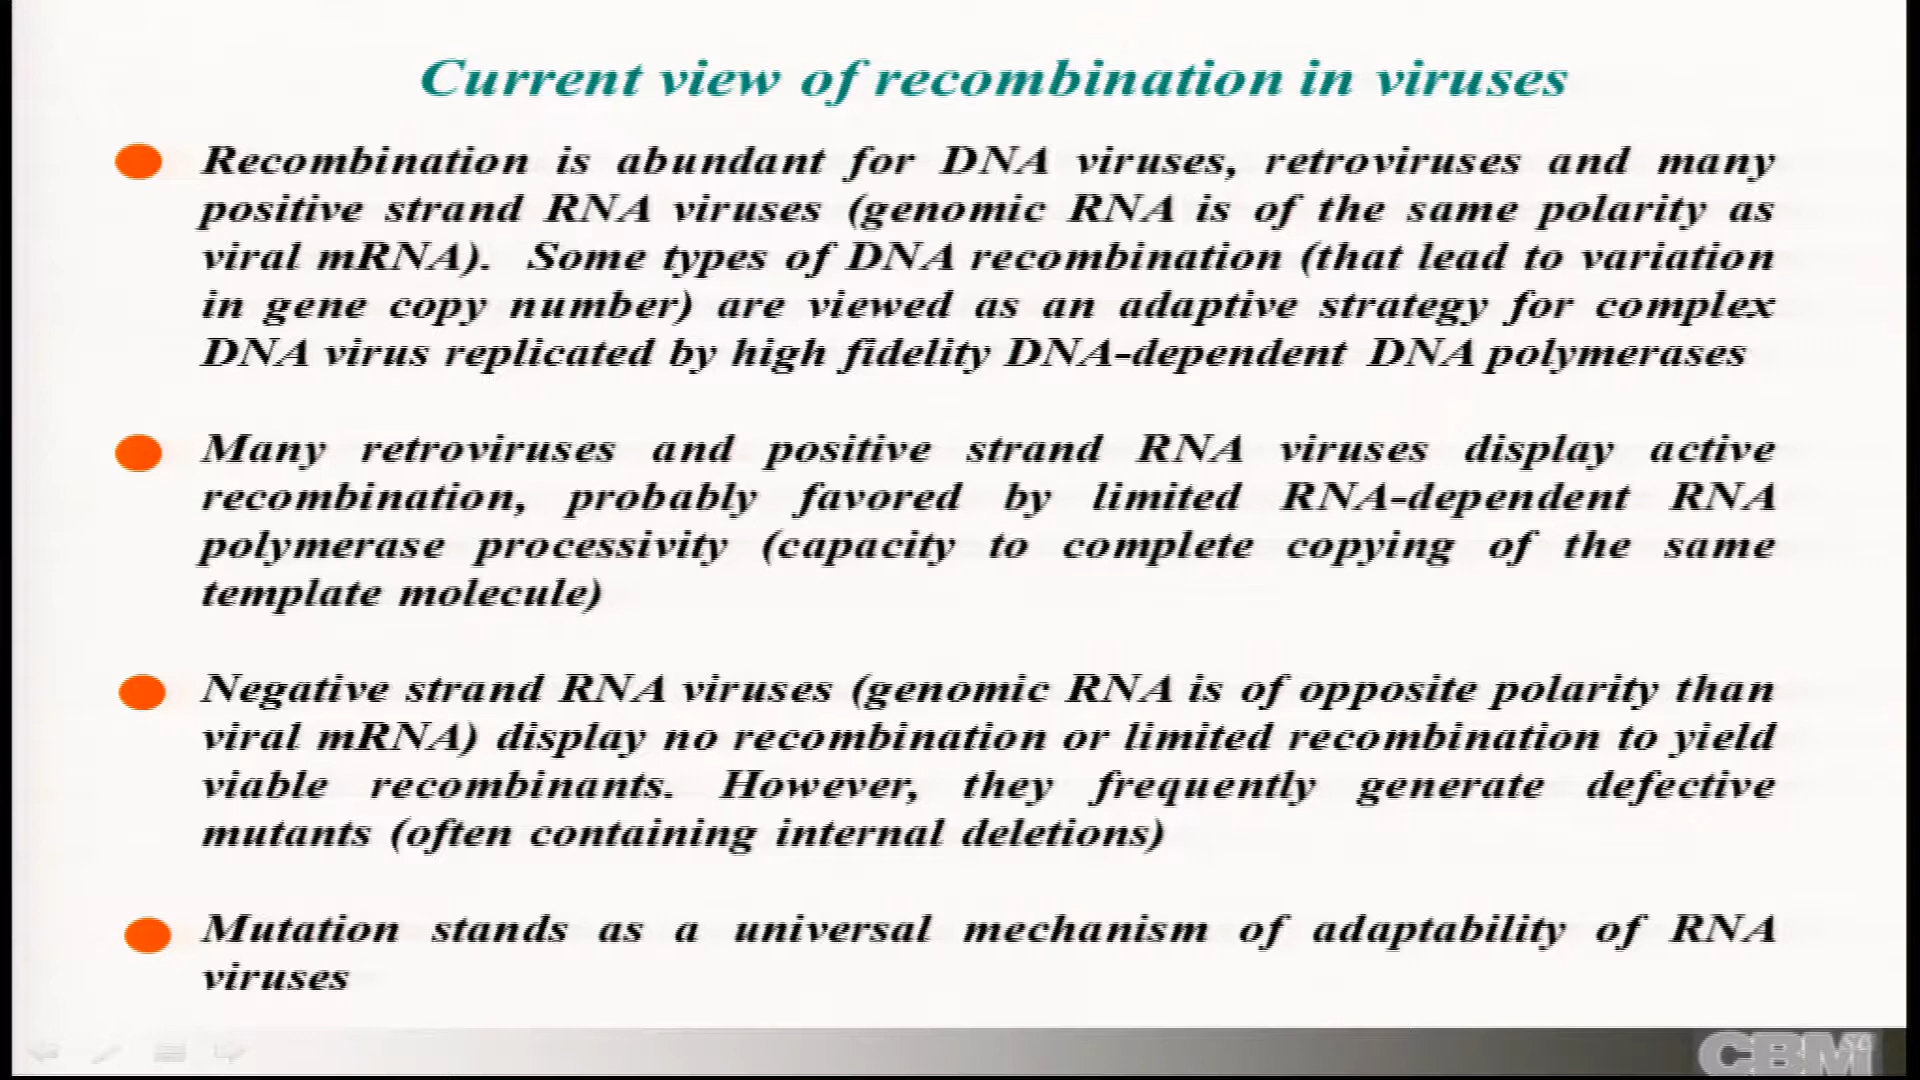 Current view of recombination in viruses
Recombination is abundant for DNA viruses, retroviruses and many
positive strand RNA viruses (genomic RNA is of the same polarity as
viral mRNA). Some types of DNA recombination (that lead to variation
in gene copy number) are viewed as an adaptive strategy for complex
DNA virus replicated by high fidelity DNA-dependent DNA polymerases
Many retroviruses and positive strand RNA viruses display active
recombination, probably favored by limited RNA-dependent RNA
polymerase processivity (capacity to complete copying of the same
template molecule)
Negative strand RNA viruses (genomic RNA is of opposite polarity than
viral mRNA) display no recombination or limited recombination to yield
viable recombinants. However, they frequently generate defective
mutants (often containing internal deletions)
Mutation stands as a universal mechanism of adaptability of RNA
viruses
CBM